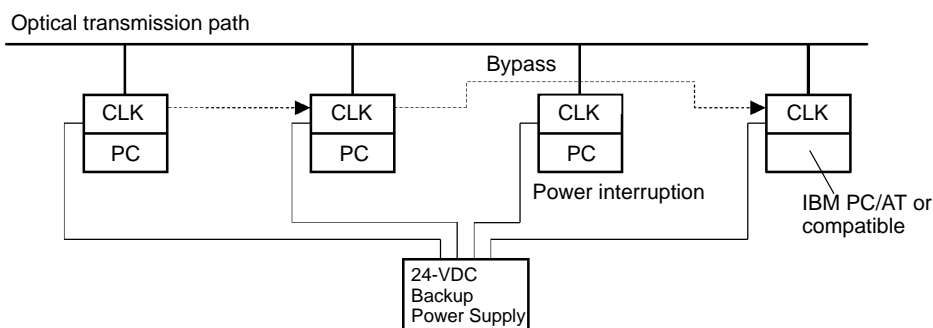 Optical transmission path
Bypass
CLK
CLK
CLK
CLK
PC
PC
PC
Power interruption
IBM PC/AT or
compatible
24-VDC
Backup
Power Supply